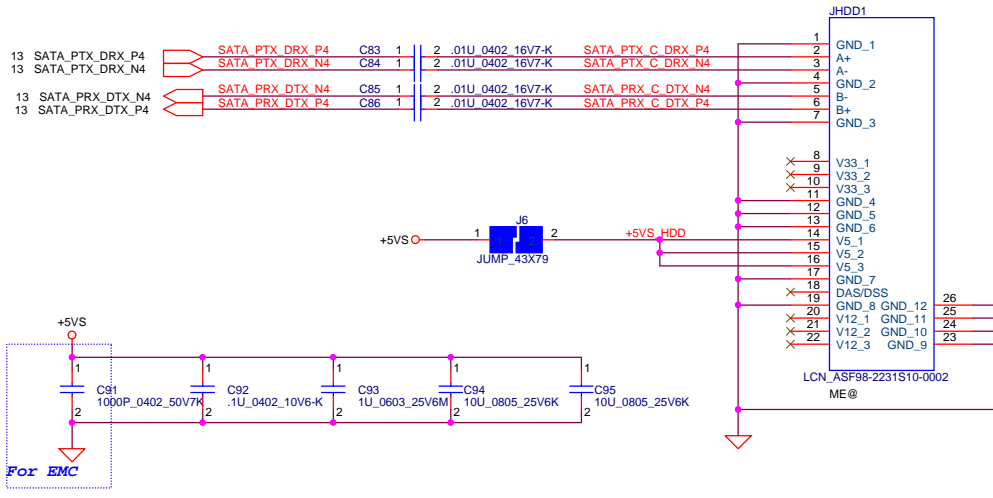 JHDD1
1 GND_1
13 SATA_PTX_DRX_P4 SATA_PTX_DRX_P4 C83 1 2 .01U_0402_16V7-K SATA_PTX_C_DRX_P4 2 A+
13 SATA_PTX_DRX_N4 SATA_PTX_DRX_N4 C84 1 2 .01U_0402_16V7-K SATA_PTX_C_DRX_N4 3 A-
4 GND_2
13 SATA_PRX_DTX_N4 SATA_PRX_DTX_N4 C85 1 2 .01U_0402_16V7-K SATA_PRX_C_DTX_N4 5 B-
13 SATA_PRX_DTX_P4 SATA_PRX_DTX_P4 C86 1 2 .01U_0402_16V7-K SATA_PRX_C_DTX_P4 6 B+
7 GND_3
8 V33_1
9 V33_2
10 V33_3
11 GND_4
12 GND_5
J6 13 GND_6
+5VS 1 1 2 2 +5VS_HDD 14 V5_1
15 V5_2
JUMP_43X79 16 V5_3
17 GND_7
18 DAS/DSS
19 GND_8 GND_12 26
20 V12_1 GND_11 25
21 V12_2 GND_10 24
22 V12_3 GND_9 23
LCN_ASF98-2231S10-0002
ME@
+5VS
1 1 1 1 1
C91 C92 C93 C94 C95
1000P_0402_50V7K .1U_0402_10V6-K 1U_0603_25V6M 10U_0805_25V6K 10U_0805_25V6K
2 2 2 2 2
For EMC